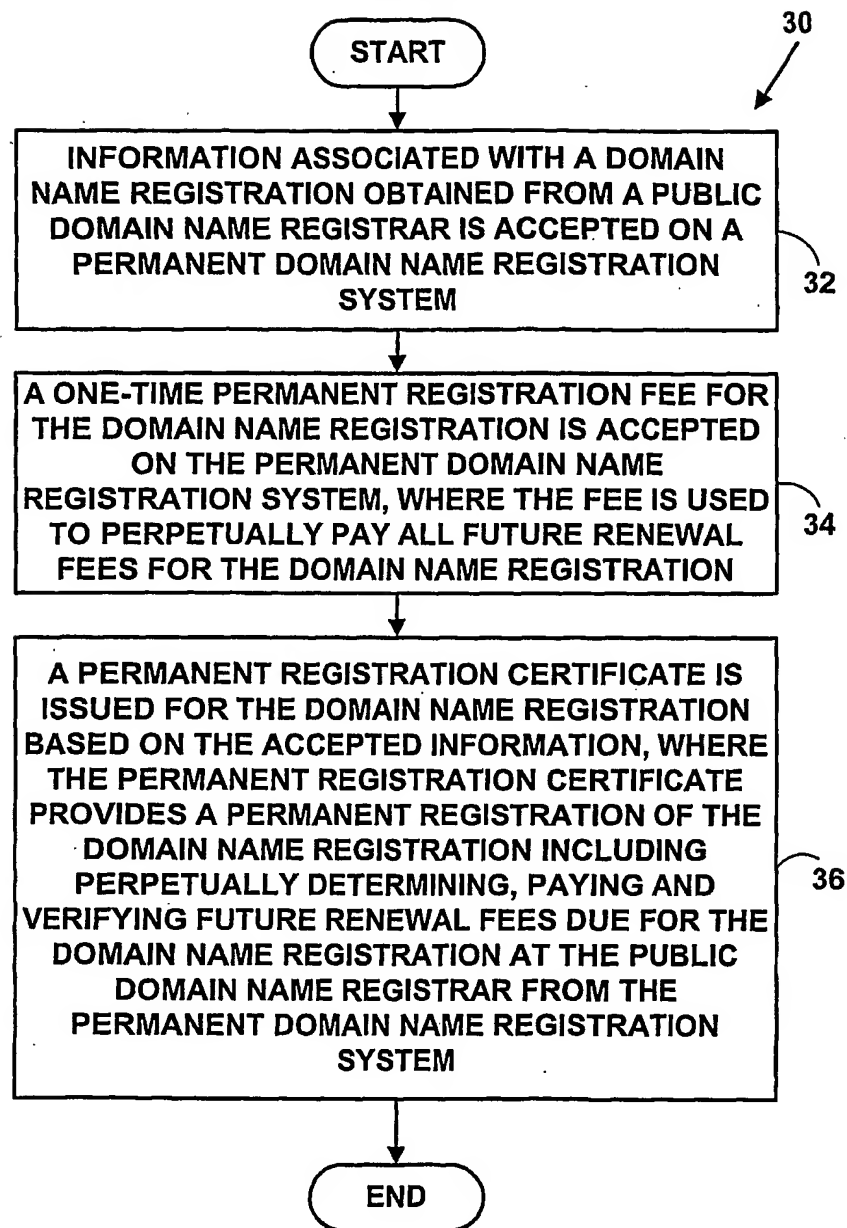 30
START
INFORMATION ASSOCIATED WITH A DOMAIN
NAME REGISTRATION OBTAINED FROM A PUBLIC
DOMAIN NAME REGISTRAR IS ACCEPTED ON A
PERMANENT DOMAIN NAME REGISTRATION
SYSTEM
32
A ONE-TIME PERMANENT REGISTRATION FEE FOR
THE DOMAIN NAME REGISTRATION IS ACCEPTED
ON THE PERMANENT DOMAIN NAME
REGISTRATION SYSTEM, WHERE THE FEE IS USED
TO PERPETUALLY PAY ALL FUTURE RENEWAL
FEES FOR THE DOMAIN NAME REGISTRATION
34
A PERMANENT REGISTRATION CERTIFICATE IS
ISSUED FOR THE DOMAIN NAME REGISTRATION
BASED ON THE ACCEPTED INFORMATION, WHERE
THE PERMANENT REGISTRATION CERTIFICATE
PROVIDES A PERMANENT REGISTRATION OF THE
DOMAIN NAME REGISTRATION INCLUDING
PERPETUALLY DETERMINING, PAYING AND
VERIFYING FUTURE RENEWAL FEES DUE FOR THE
DOMAIN NAME REGISTRATION AT THE PUBLIC
DOMAIN NAME REGISTRAR FROM THE
PERMANENT DOMAIN NAME REGISTRATION
SYSTEM
36
END